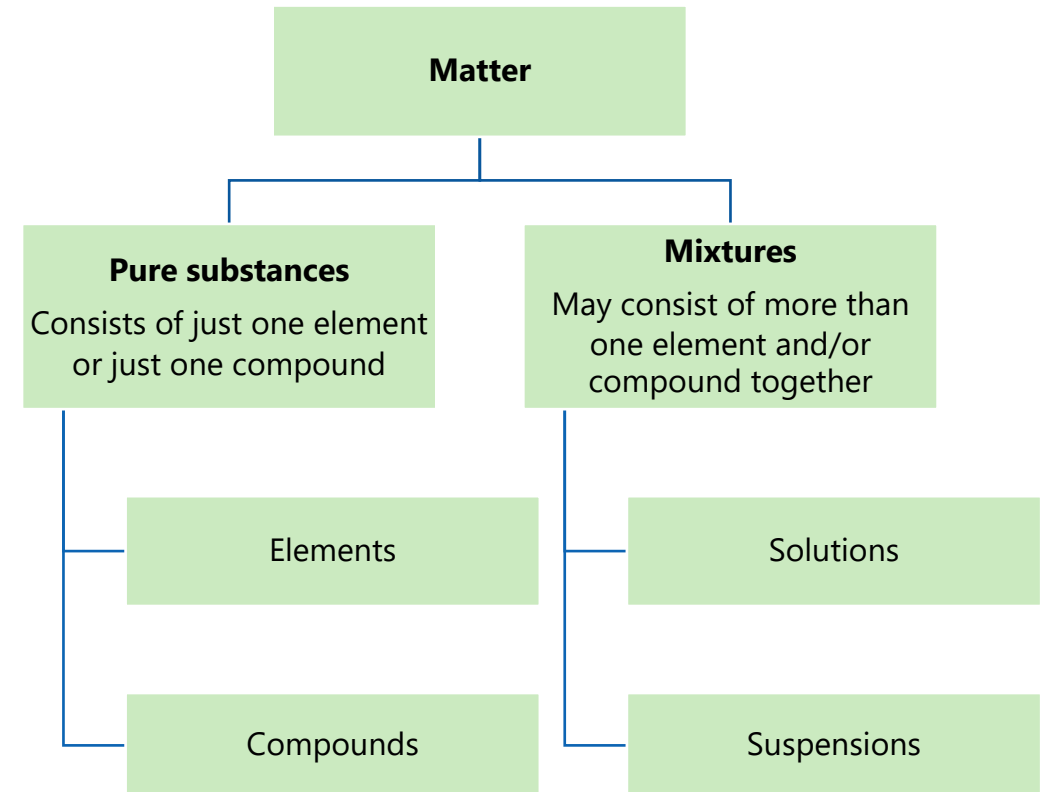 Matter
Pure substances
Consists of just one element
or just one compound
Mixtures
May consist of more than
one element and/or
compound together
Elements
Compounds
Solutions
Suspensions